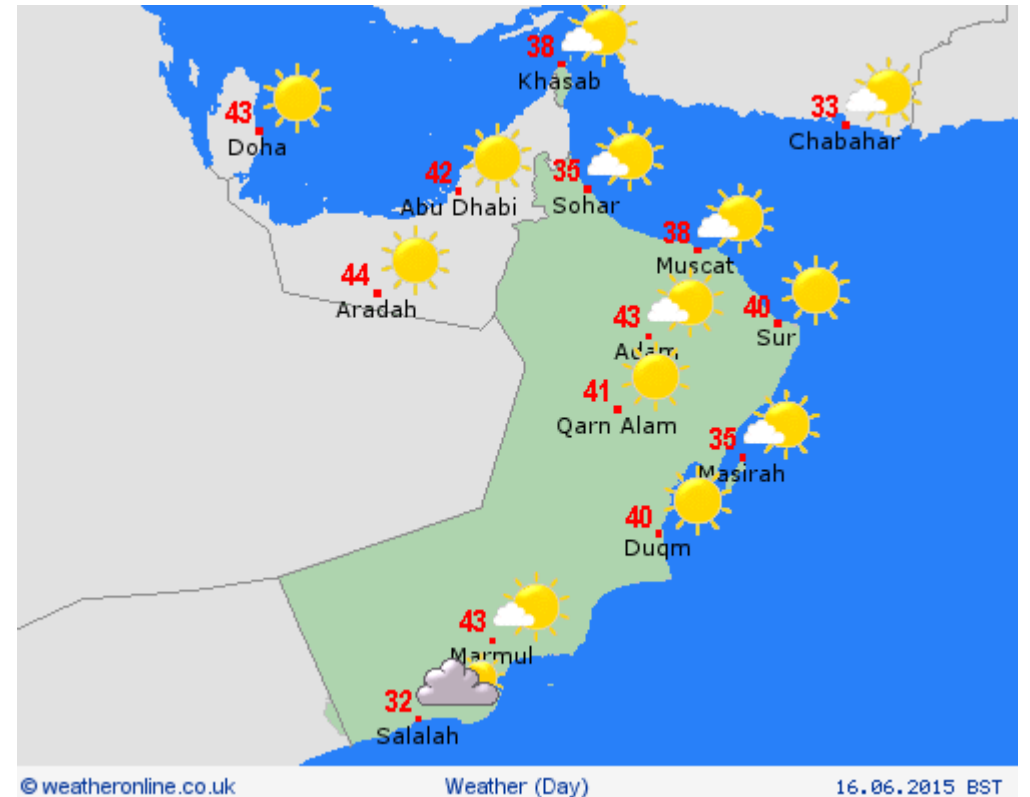 38
Khasab
43
Doha
33
Chabahar
42
Abu Dhabi
35
Sohar
38
Muscat
44
Aradah
43
Adam
40
Sur
41
Qarn Alam
35
Masirah
40
Duqm
43
Marmul
32
Salalah
© weatheronline.co.uk Weather (Day) 16.06.2015 BST